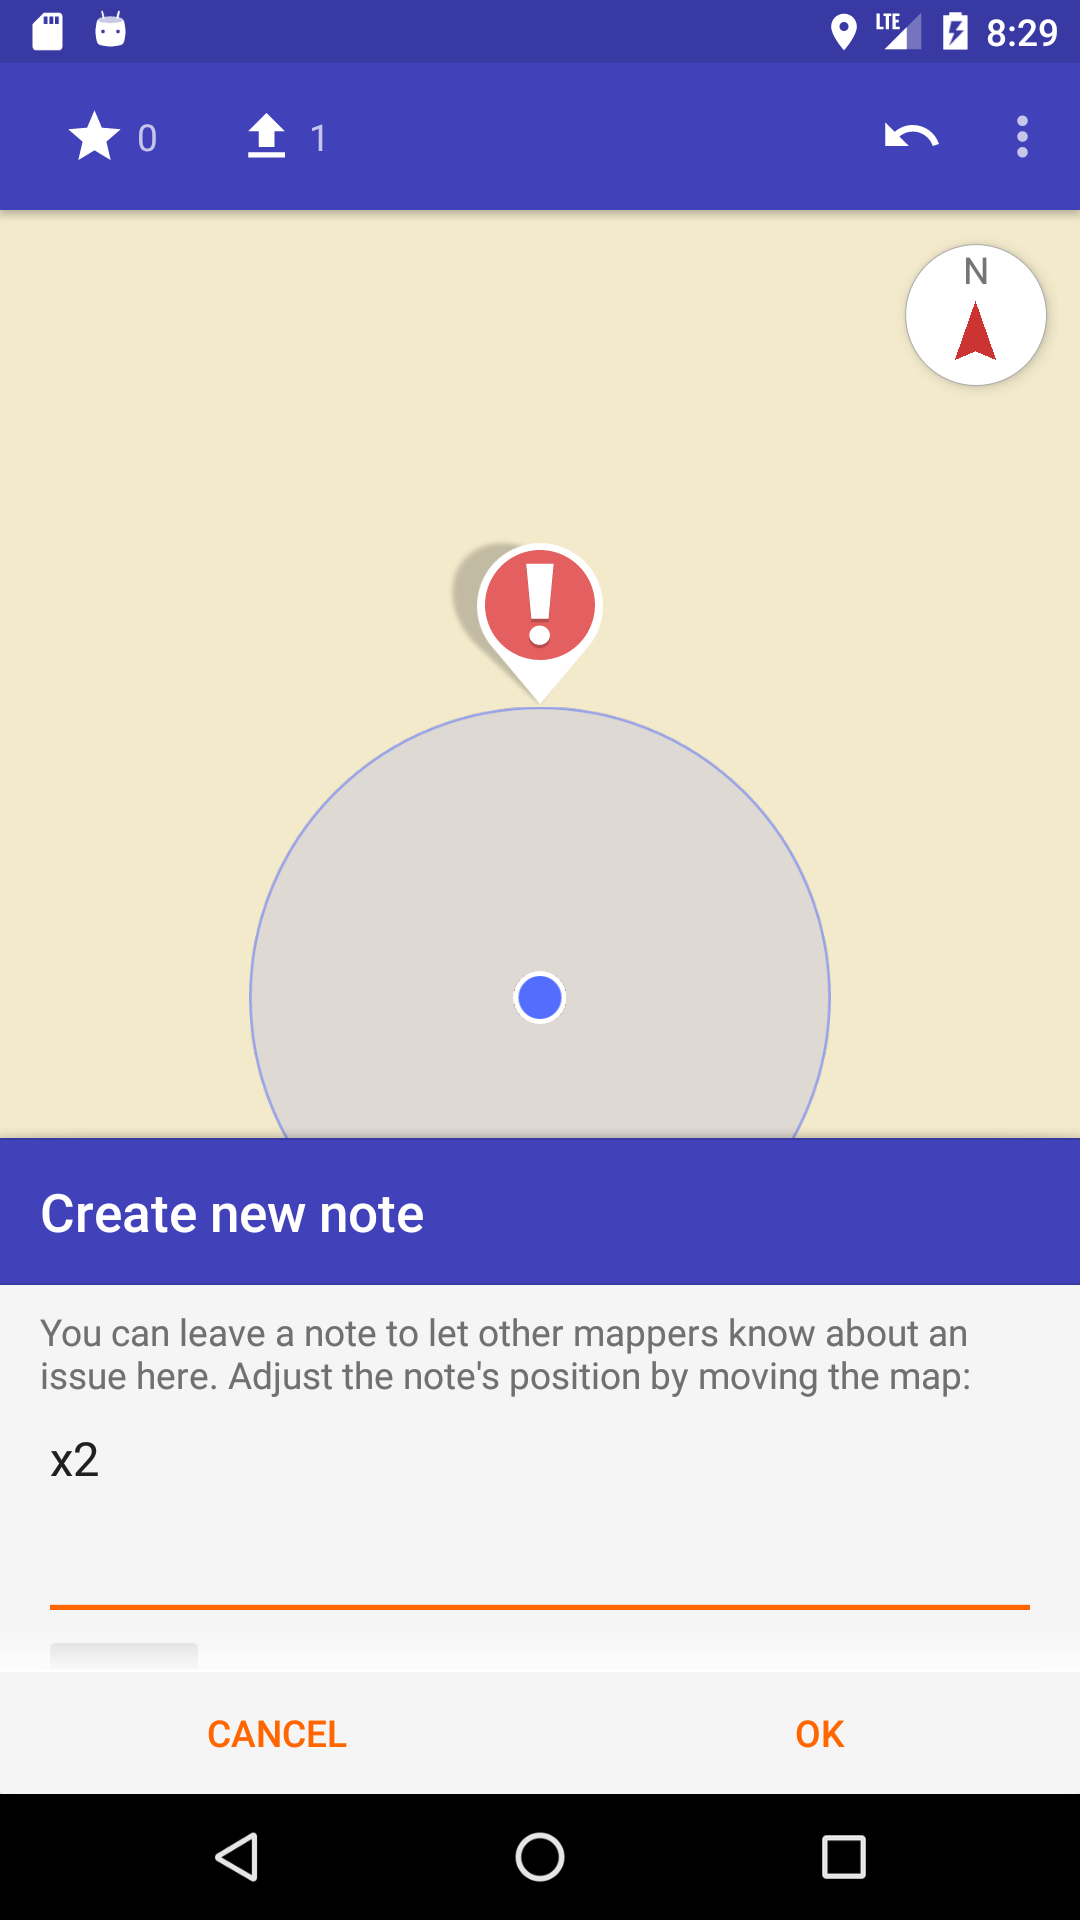 LTE 8:29
0 1
N
Create new note
You can leave a note to let other mappers know about an
issue here. Adjust the note's position by moving the map:
x2
CANCEL OK